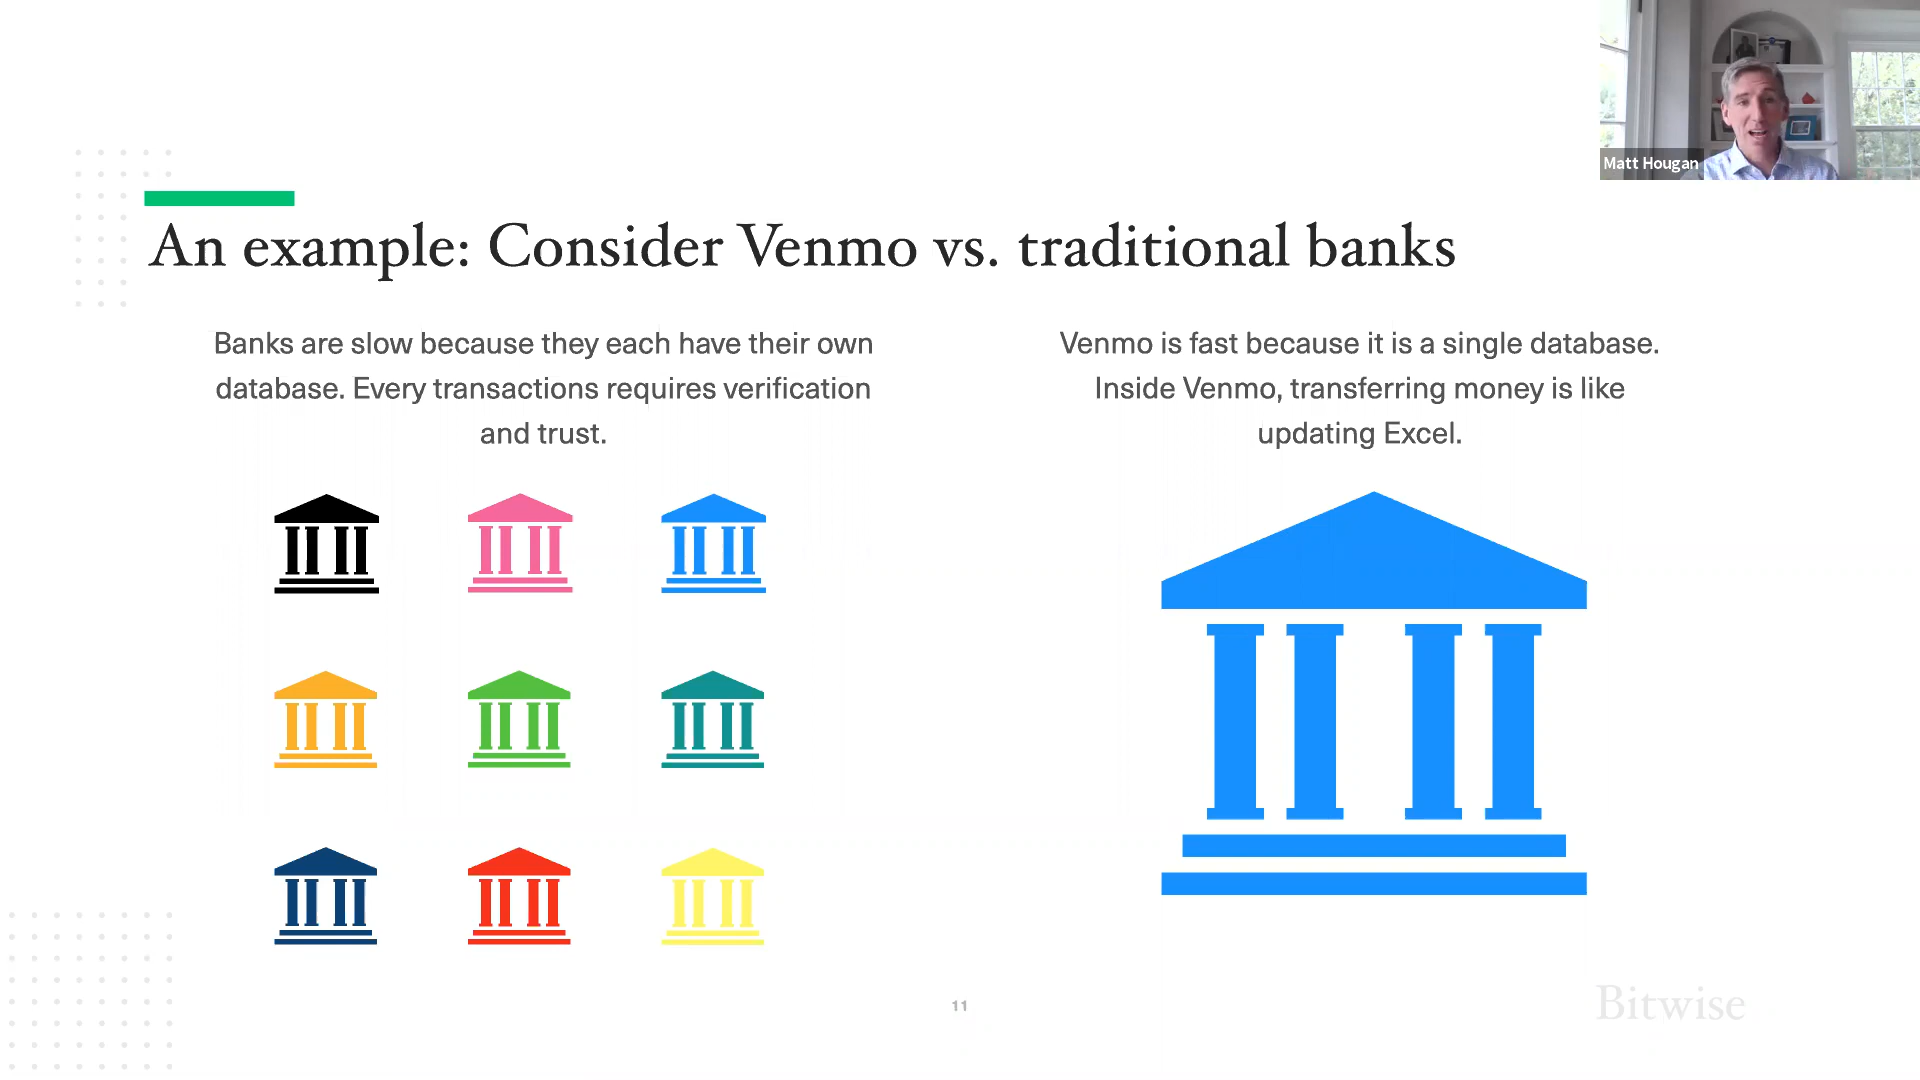 Matt Hougan
An example: Consider Venmo vs. traditional banks
Banks are slow because they each have their own
database. Every transactions requires verification
and trust.
Venmo is fast because it is a single database.
Inside Venmo, transferring money is like
updating Excel.
11
Bitwise